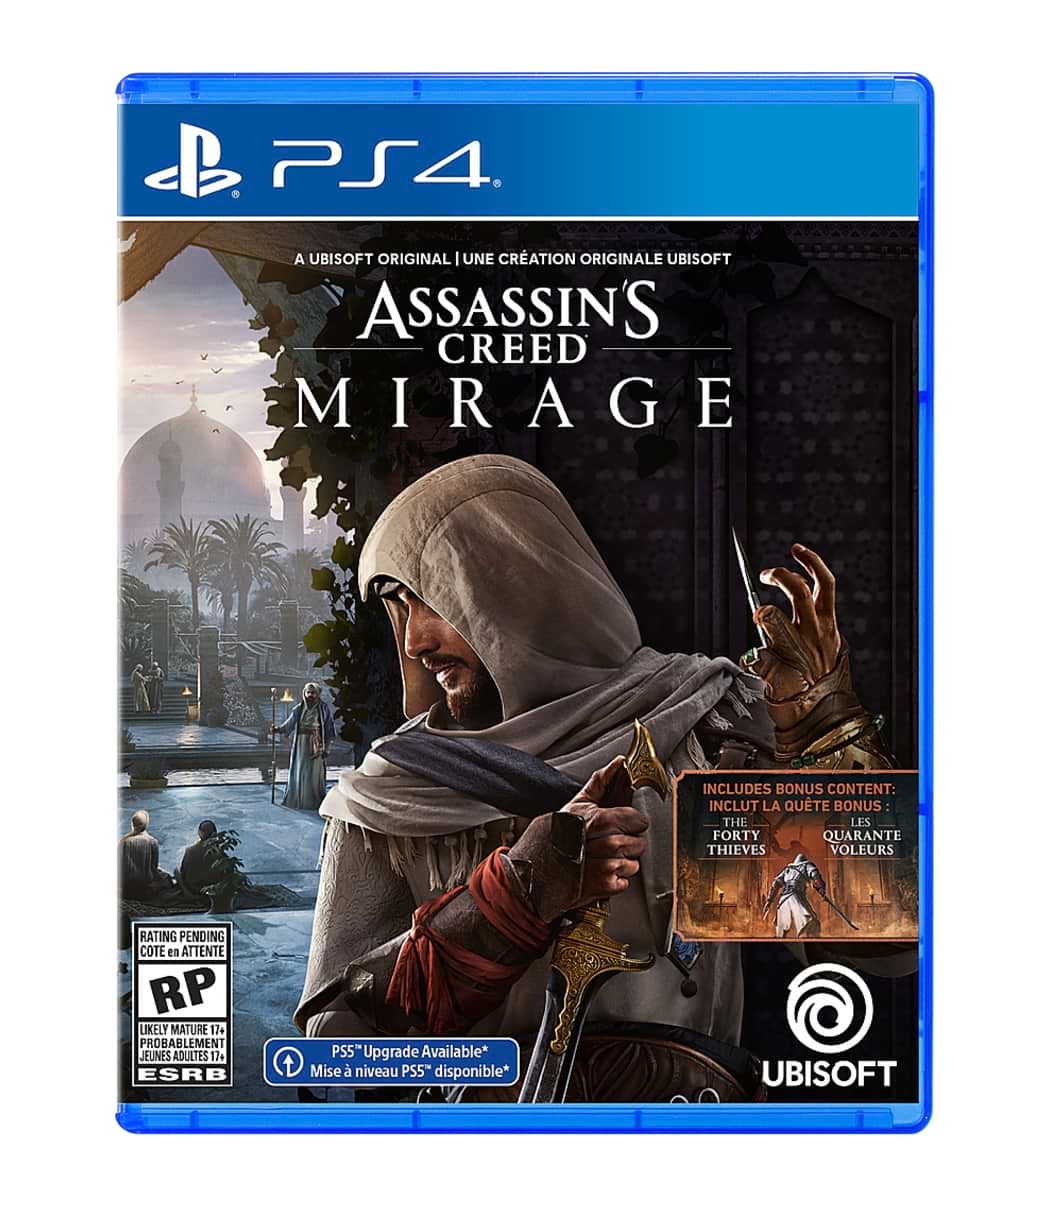 PS4
A UBISOFT ORIGINAL | UNE CRÉATION ORIGINALE UBISOFT
ASSASSIN'S
CREED
MIRAGE
INCLUDES BONUS CONTENT:
INCLUT LA QUÊTE BONUS :
THE FORTY THIEVES
LES QUARANTE VOLEURS
RATING PENDING
COTE en ATTENTE
RP
LIKELY MATURE 17+
PROBABLEMENT
JEUNES ADULTES 17+
ESRB
PS5™ Upgrade Available*
Mise à niveau PS5™ disponible*
UBISOFT